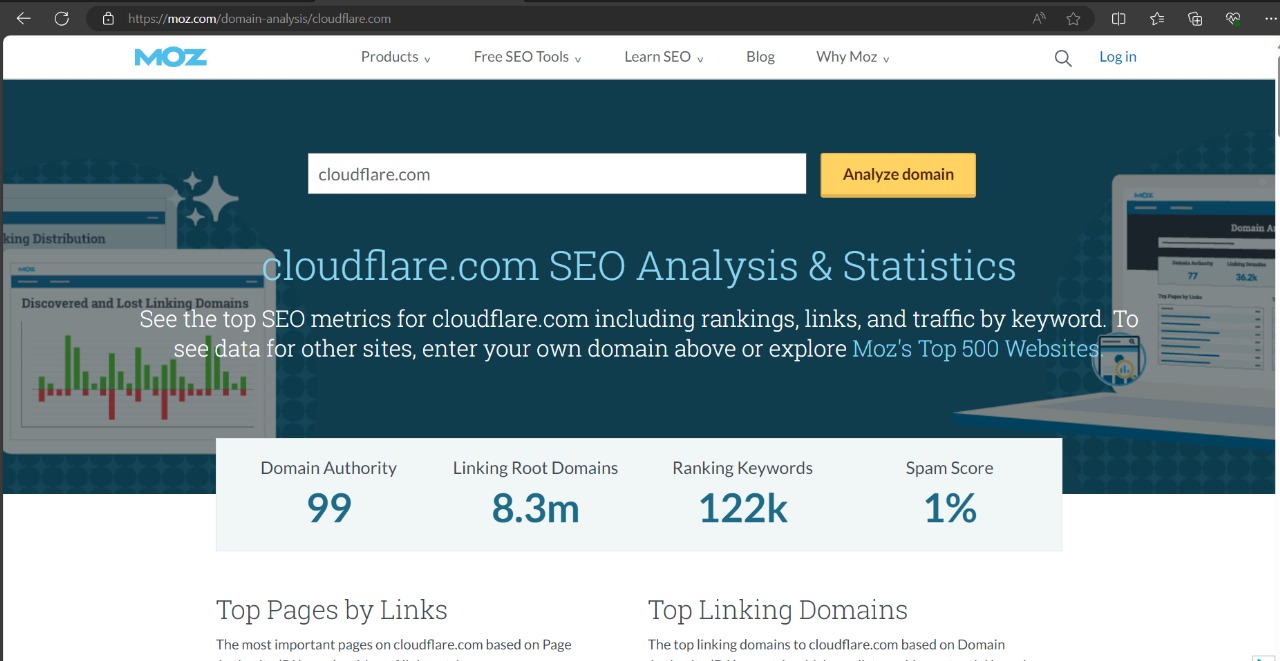 https://moz.com/domain-analysis/cloudflare.com
MOZ
Products
Free SEO Tools
Learn SEO
Blog
Why Moz
Log in
cloudflare.com
Analyze domain
king Distribution
MOZ
Discovered and Lost Linking Domains
MOZ
Domain A
Domain Authority
77
Linking Domains
36.2k
Top Pages by Links
cloudflare.com SEO Analysis & Statistics
See the top SEO metrics for cloudflare.com including rankings, links, and traffic by keyword. To
see data for other sites, enter your own domain above or explore Moz's Top 500 Websites.
Domain Authority
99
Linking Root Domains
8.3m
Ranking Keywords
122k
Spam Score
1%
Top Pages by Links
The most important pages on cloudflare.com based on Page
Top Linking Domains
The top linking domains to cloudflare.com based on Domain